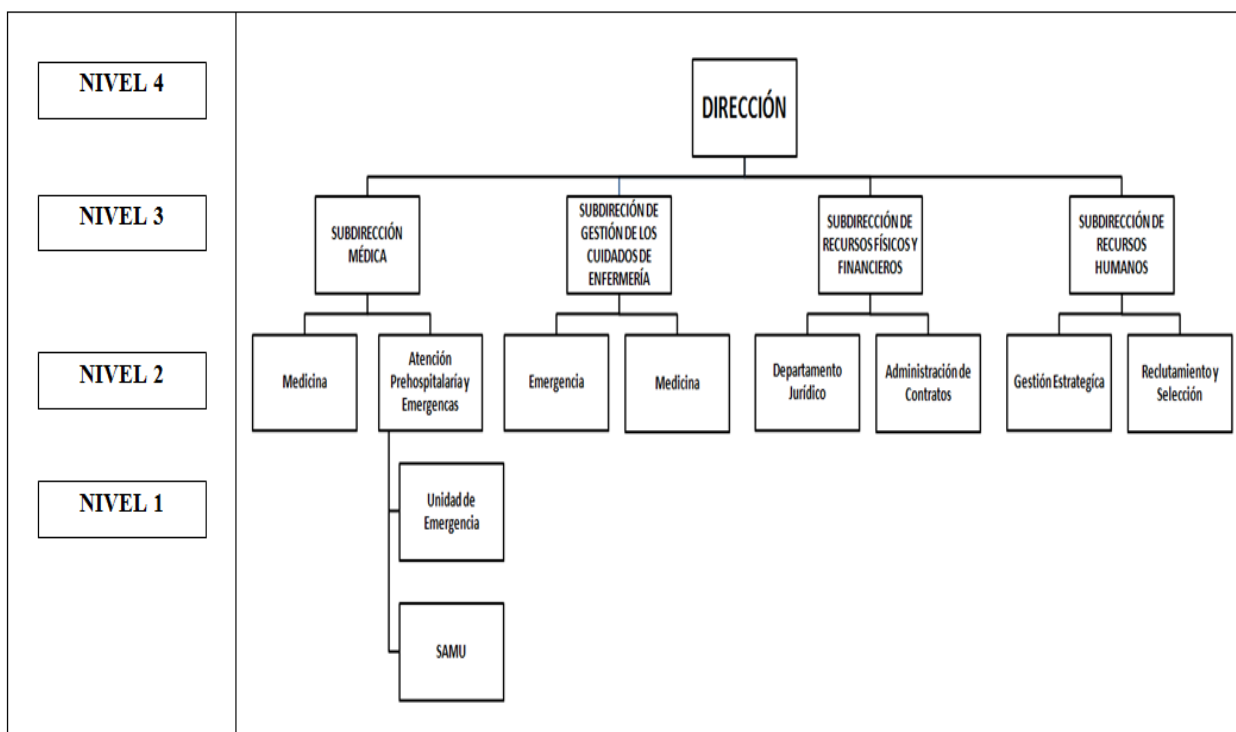 NIVEL 4
DIRECCIÓN
NIVEL 3
SUBDIRECCIÓN
MÉDICA
SUBDIRECIÓN DE
GESTIÓN DE LOS
CUIDADOS DE
ENFERMERÍA
SUBDIRECCIÓN DE
RECURSOS FÍSICOS Y
FINANCIEROS
SUBDIRECCIÓN DE
RECURSOS
HUMANOS
NIVEL 2
Medicina
Atención
Prehospitalaría y
Emergencas
Emergencia
Medicina
Departamento
Jurídico
Administración de
Contratos
Gestión Estrategíca
Reclutamiento y
Selección
NIVEL 1
Unidad de
Emergencia
SAMU